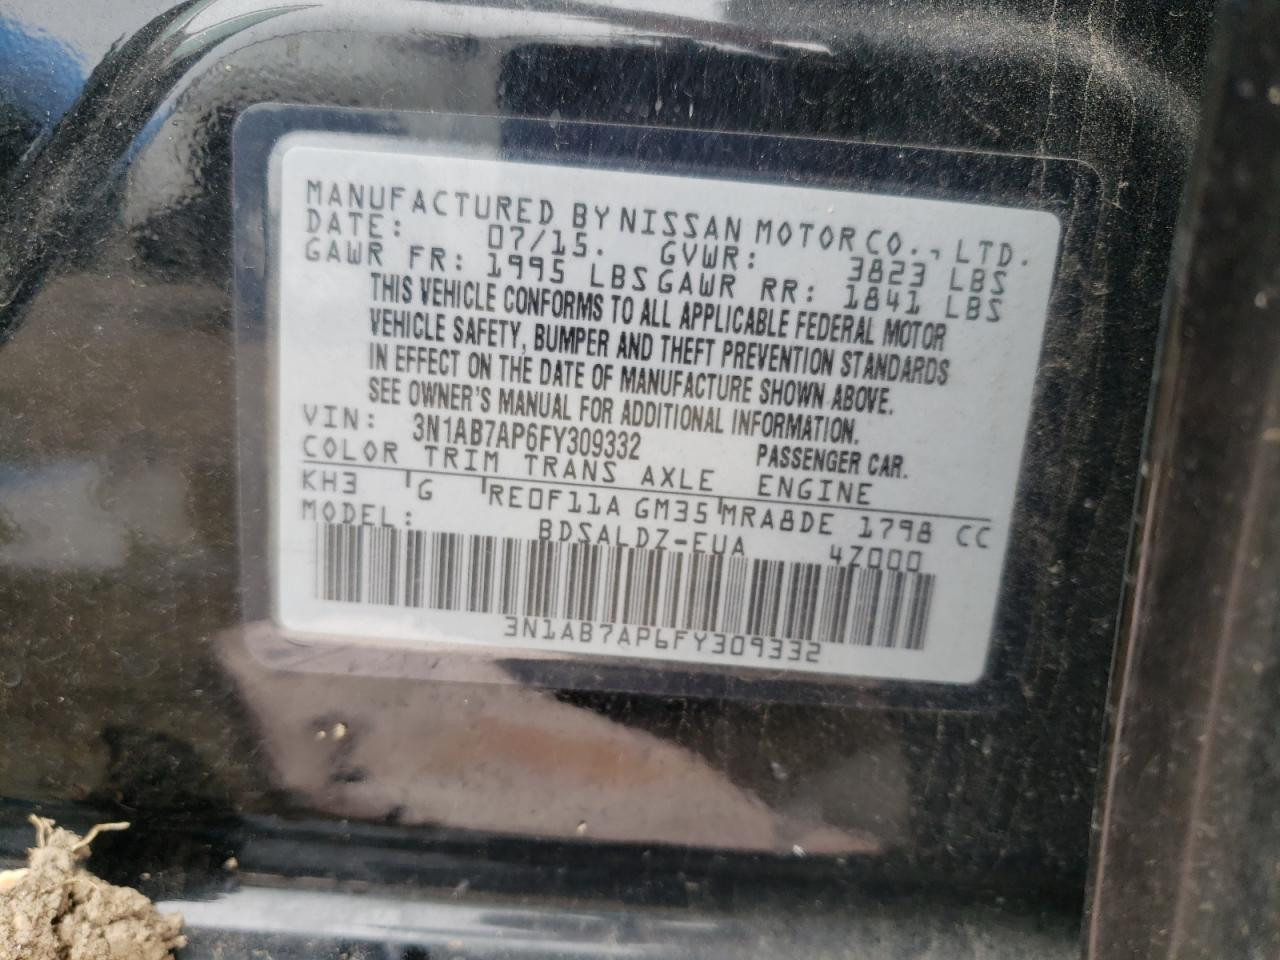 MANUFACTURED BY NISSAN MOTOR CO., LTD.
DATE: 07/15. GVWR: 3823 LBS
GAWR FR: 1995 LBS GAWR RR: 1841 LBS
THIS VEHICLE CONFORMS TO ALL APPLICABLE FEDERAL MOTOR
VEHICLE SAFETY, BUMPER AND THEFT PREVENTION STANDARDS
IN EFFECT ON THE DATE OF MANUFACTURE SHOWN ABOVE.
SEE OWNER'S MANUAL FOR ADDITIONAL INFORMATION.
VIN: 3N1AB7AP6FY309332 PASSENGER CAR.
COLOR TRIM TRANS AXLE ENGINE
KH3 G RE0F11A GM35 MRA8DE 1798 CC
MODEL: BDSALDZ-EUA 4Z000
3N1AB7AP6FY309332